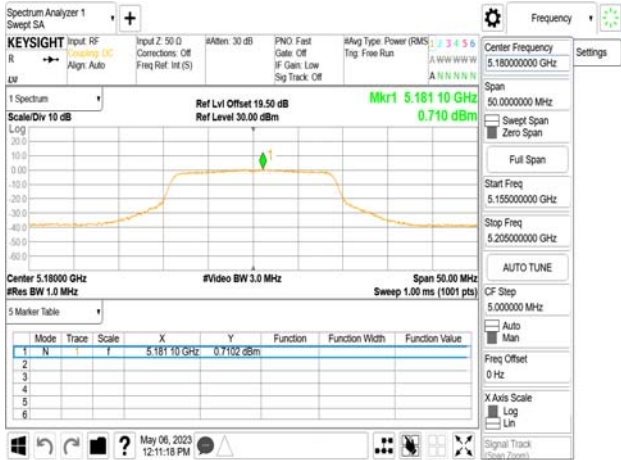 Spectrum Analyzer 1
Swept SA
Frequency
KEYSIGHT
Input: RF
Coupling: DC
Align: Auto
Input Z: 50 Ω
Corrections: Off
Freq Ref: Int (S)
#Atten: 30 dB
PNO: Fast
Gate: Off
IF Gain: Low
Sig Track: Off
#Avg Type: Power (RMS
Trig: Free Run
1 2 3 4 5 6
A W W W W W
A N N N N N
R
LXI
Settings
Center Frequency
5.180000000 GHz
Span
50.0000000 MHz
Swept Span
Zero Span
Full Span
Start Freq
5.155000000 GHz
Stop Freq
5.205000000 GHz
AUTO TUNE
CF Step
5.000000 MHz
Auto
Man
Freq Offset
0 Hz
X Axis Scale
Log
Lin
Signal Track
(Span Zoom)
1 Spectrum
Scale/Div 10 dB
Ref Lvl Offset 19.50 dB
Ref Level 30.00 dBm
Mkr1 5.181 10 GHz
0.710 dBm
Log
20.0
10.0
0.00
-10.0
-20.0
-30.0
-40.0
-50.0
-60.0
1
Center 5.18000 GHz
#Res BW 1.0 MHz
#Video BW 3.0 MHz
Span 50.00 MHz
Sweep 1.00 ms (1001 pts)
5 Marker Table
Mode Trace Scale X Y Function Function Width Function Value
1 N 1 f 5.181 10 GHz 0.7102 dBm
2
3
4
5
6
?
May 06, 2023
12:11:18 PM